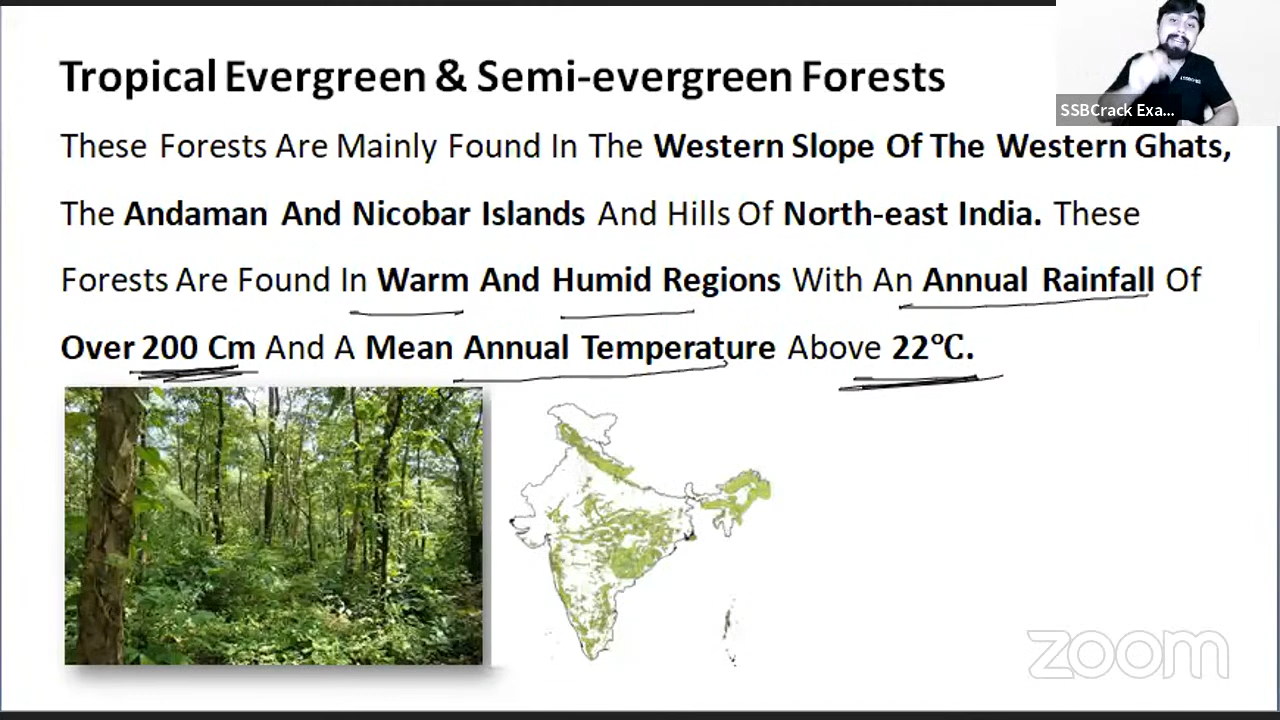 Tropical Evergreen & Semi-evergreen Forests
SSBCrack Exa...
These Forests Are Mainly Found In The Western Slope Of The Western Ghats,
The Andaman And Nicobar Islands And Hills Of North-east India. These
Forests Are Found In Warm And Humid Regions With An Annual Rainfall Of
Over 200 Cm And A Mean Annual Temperature Above 22°C.
zoom